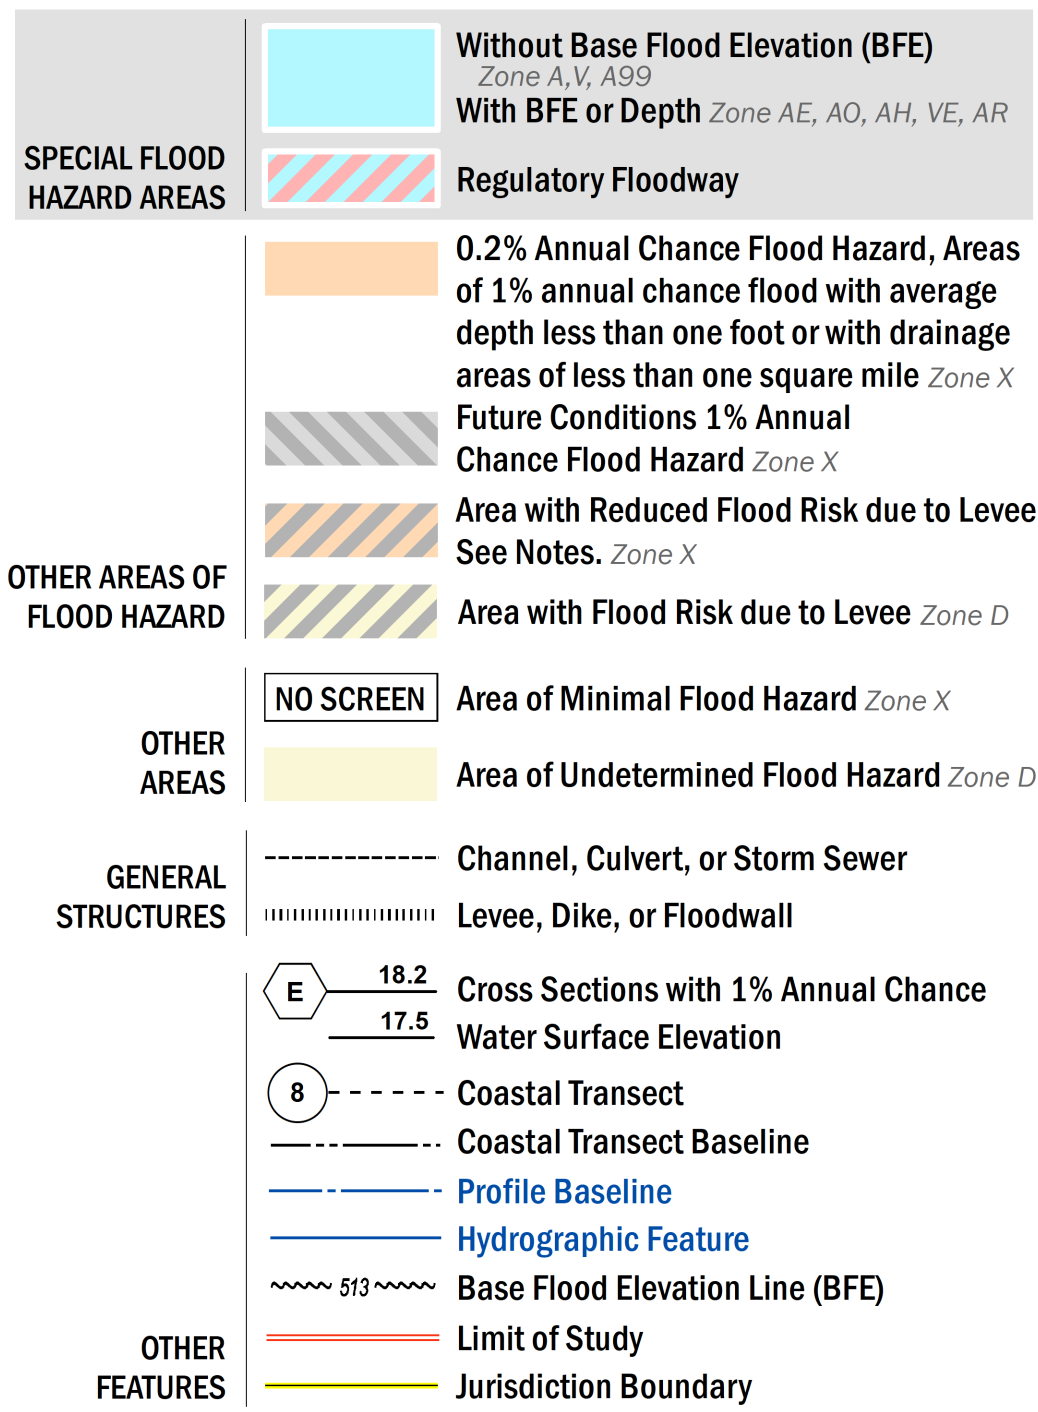 SPECIAL FLOOD
HAZARD AREAS
Without Base Flood Elevation (BFE)
Zone A,V, A99
With BFE or Depth Zone AE, AO, AH, VE, AR
Regulatory Floodway
OTHER AREAS OF
FLOOD HAZARD
0.2% Annual Chance Flood Hazard, Areas
of 1% annual chance flood with average
depth less than one foot or with drainage
areas of less than one square mile Zone X
Future Conditions 1% Annual
Chance Flood Hazard Zone X
Area with Reduced Flood Risk due to Levee
See Notes. Zone X
Area with Flood Risk due to Levee Zone D
OTHER
AREAS
NO SCREEN Area of Minimal Flood Hazard Zone X
Area of Undetermined Flood Hazard Zone D
GENERAL
STRUCTURES
Channel, Culvert, or Storm Sewer
Levee, Dike, or Floodwall
OTHER
FEATURES
E 18.2 Cross Sections with 1% Annual Chance
17.5 Water Surface Elevation
8 Coastal Transect
Coastal Transect Baseline
Profile Baseline
Hydrographic Feature
513 Base Flood Elevation Line (BFE)
Limit of Study
Jurisdiction Boundary